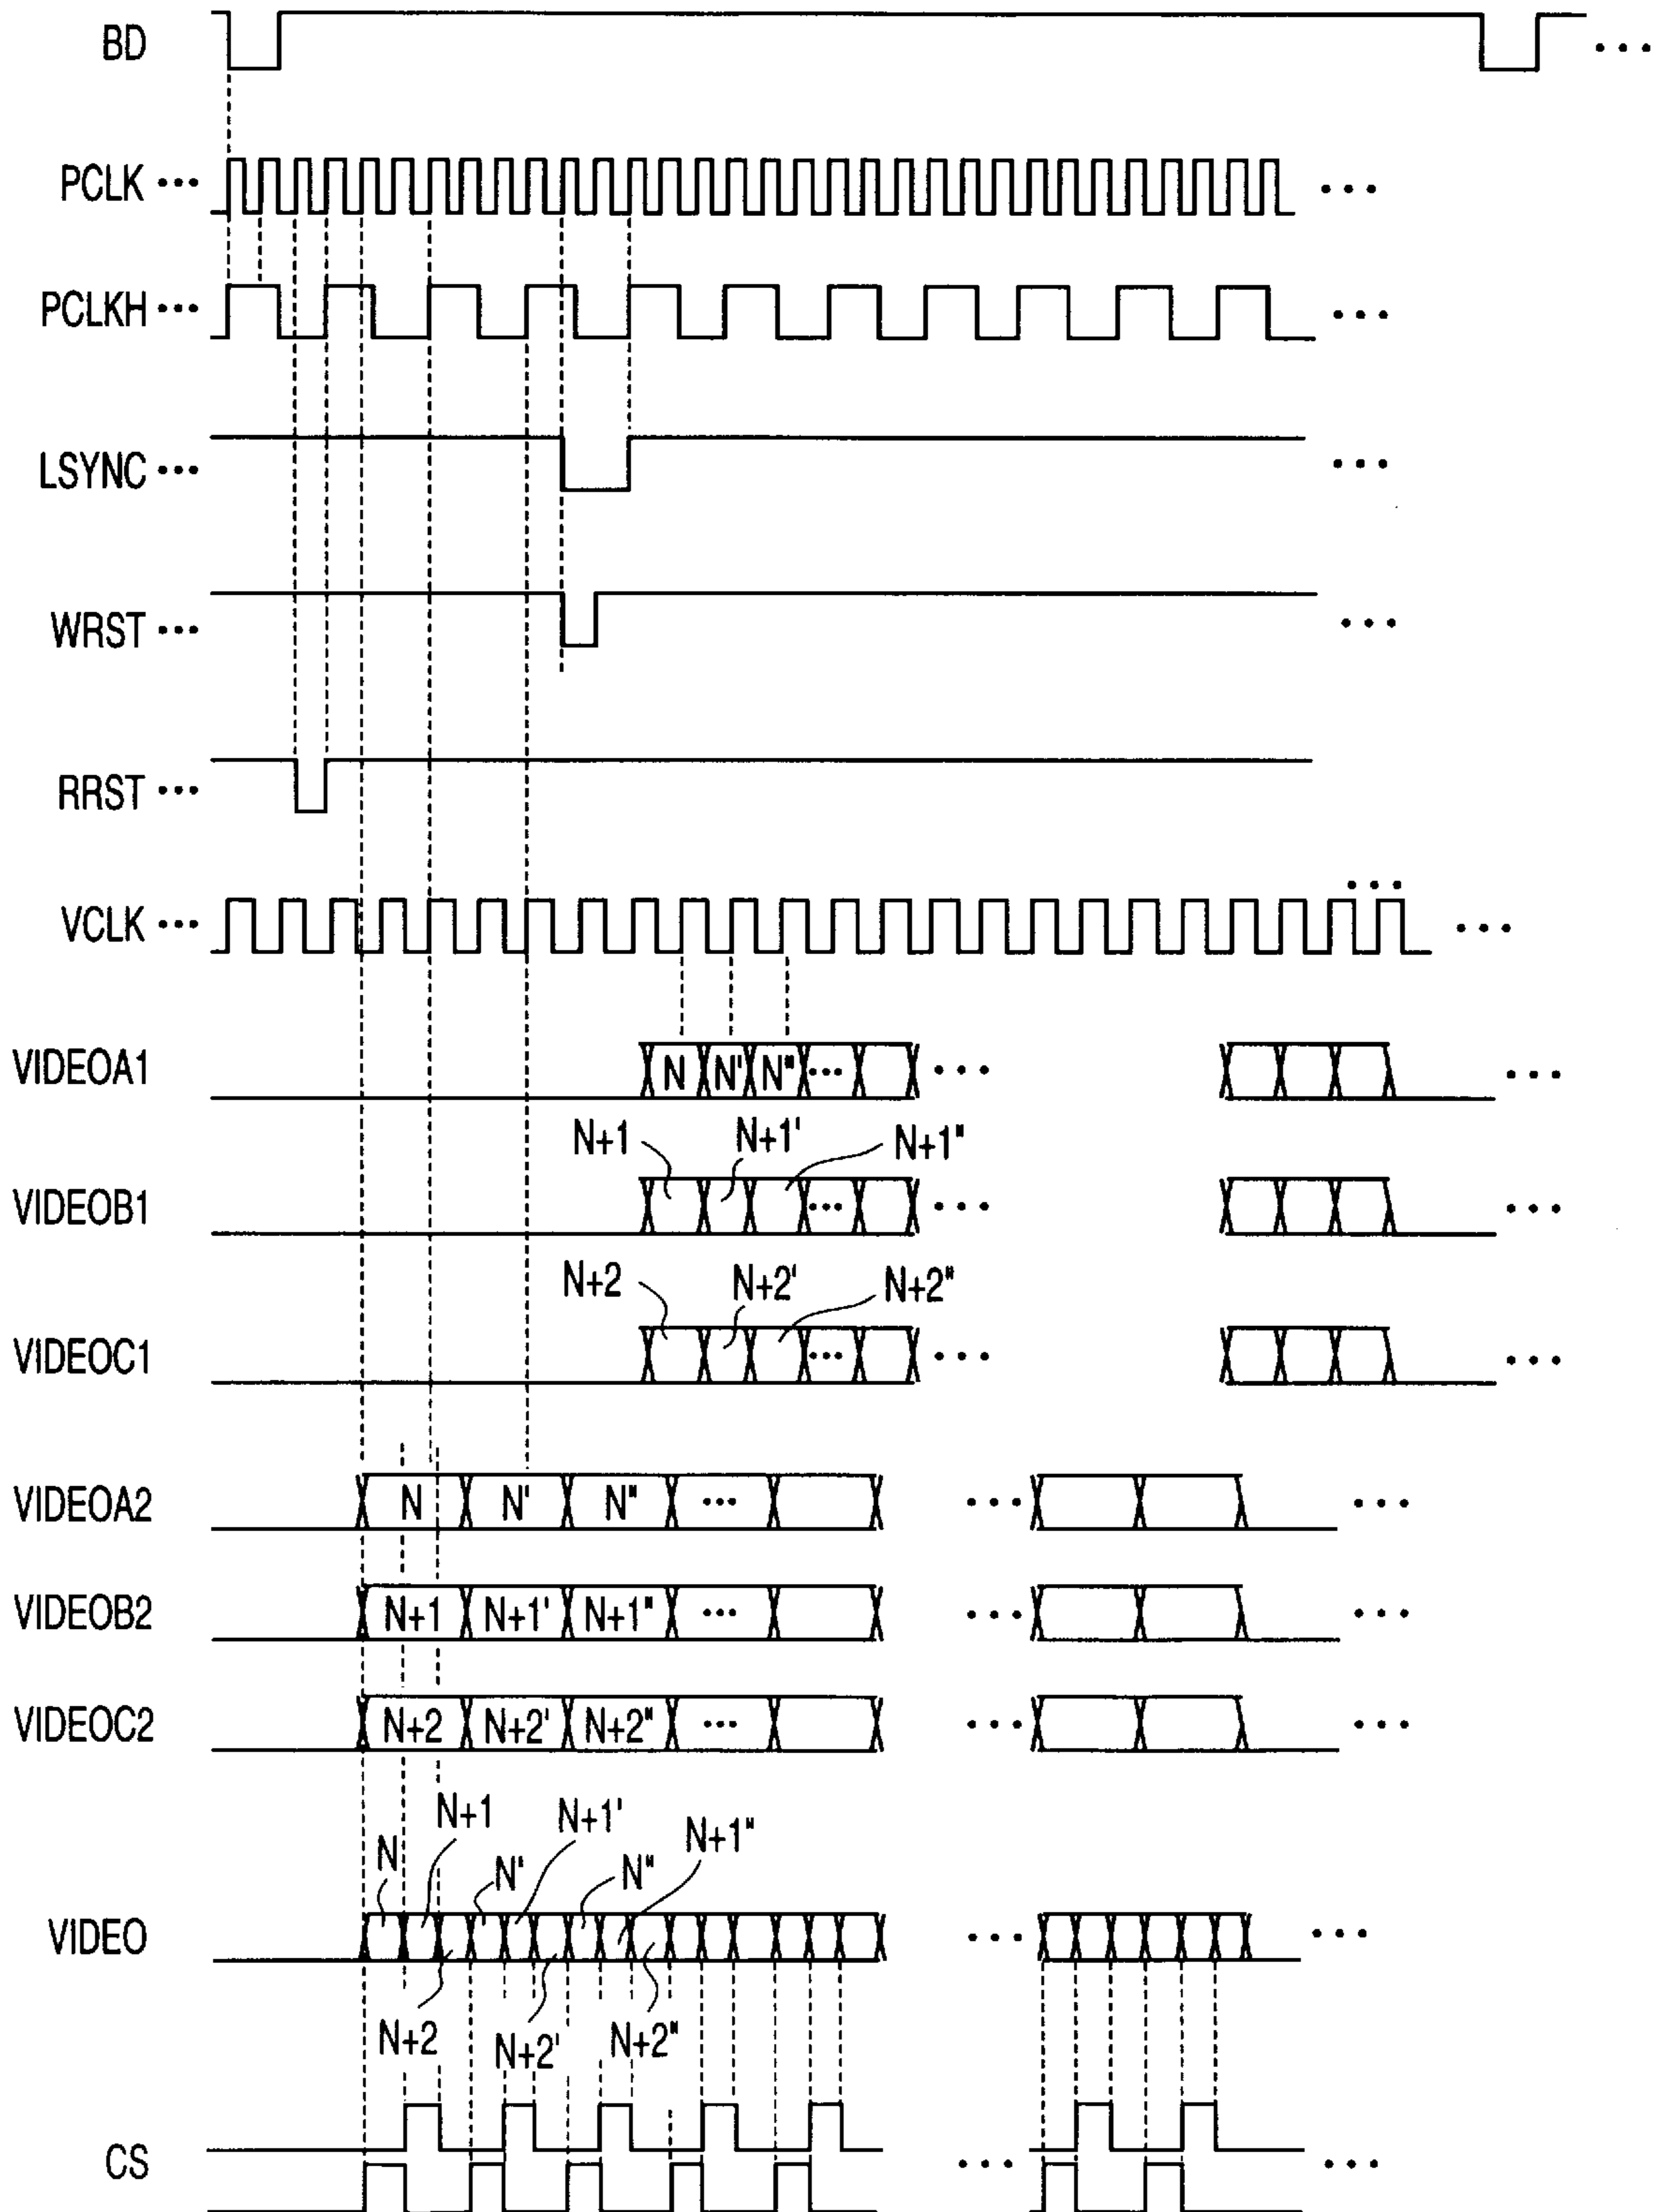 BD ...
PCLK ... ...
PCLKH ... ...
LSYNC ... ...
WRST ... ...
RRST ...
...
VCLK ... ...
VIDEOA1 N N' N" ... ... ...
N+1 N+1' N+1"
VIDEOB1 ... ... ...
N+2 N+2' N+2"
VIDEOC1 ... ... ...
VIDEOA2 N N' N" ... ... ...
VIDEOB2 N+1 N+1' N+1" ... ... ...
VIDEOC2 N+2 N+2' N+2" ... ... ...
N N+1 N' N+1' N" N+1"
VIDEO ... ...
N+2 N+2' N+2"
CS ... ...